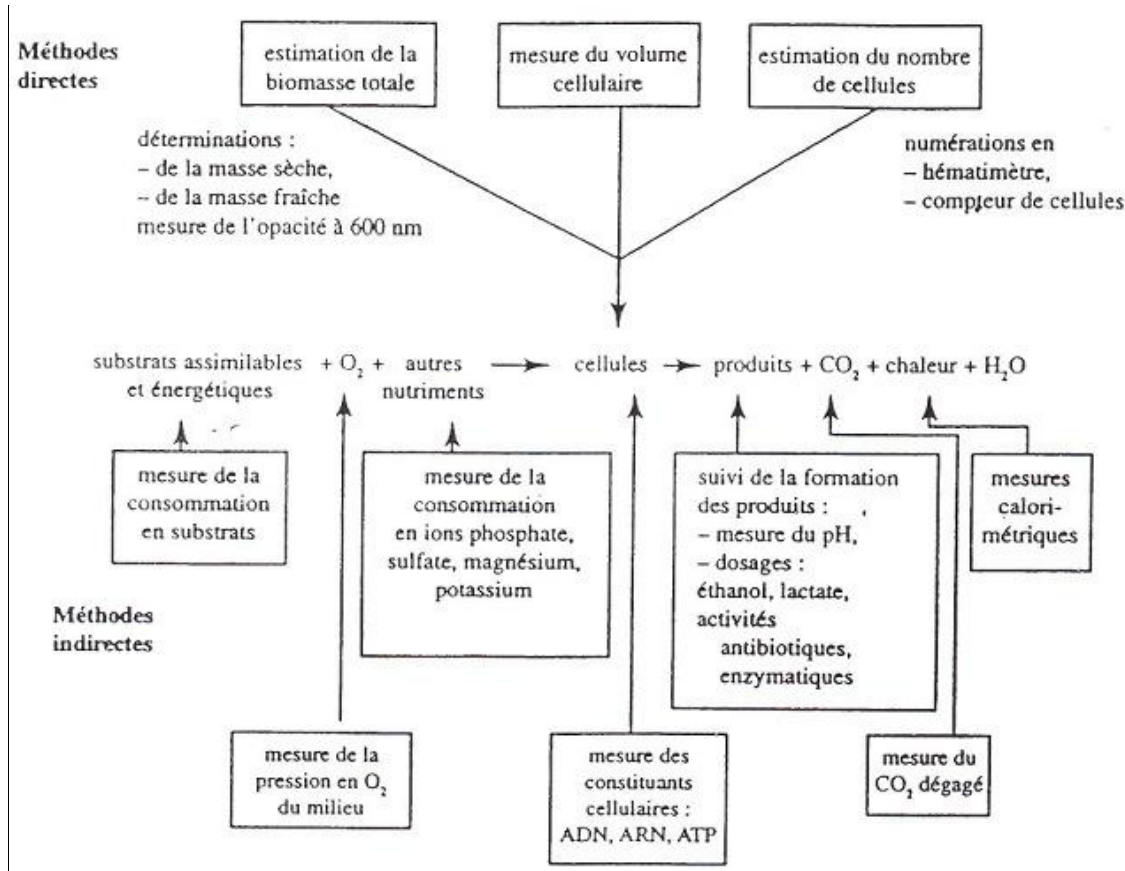 Méthodes
directes
estimation de la
biomasse totale
mesure du volume
cellulaire
estimation du nombre
de cellules
déterminations :
– de la masse sèche,
– de la masse fraîche
mesure de l'opacité à 600 nm
numérations en
– hématimètre,
– compteur de cellules
substrats assimilables
et énergétiques
+ O₂ + autres
nutriments
cellules
produits + CO₂ + chaleur + H₂O
mesure de la
consommation
en substrats
mesure de la
consommation
en ions phosphate,
sulfate, magnésium,
potassium
suivi de la formation
des produits :
– mesure du pH,
– dosages :
éthanol, lactate,
activités
antibiotiques,
enzymatiques
mesures
calori-
métriques
Méthodes
indirectes
mesure de la
pression en O₂
du milieu
mesure des
constituants
cellulaires :
ADN, ARN, ATP
mesure du
CO₂ dégagé